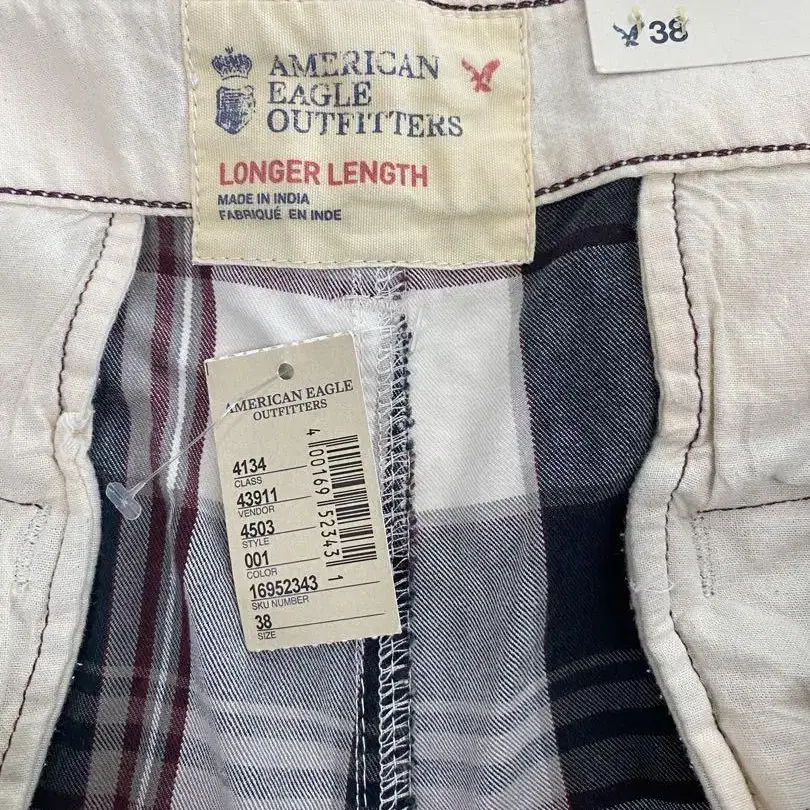 38
AMERICAN
EAGLE
OUTFITTERS
LONGER LENGTH
MADE IN INDIA
FABRIQUÉ EN INDE
AMERICAN EAGLE
OUTFITTERS
4134
CLASS
43911
VENDOR
4503
STYLE
001
COLOR
16952343
SKU NUMBER
38
SIZE
4 00169 52343 1